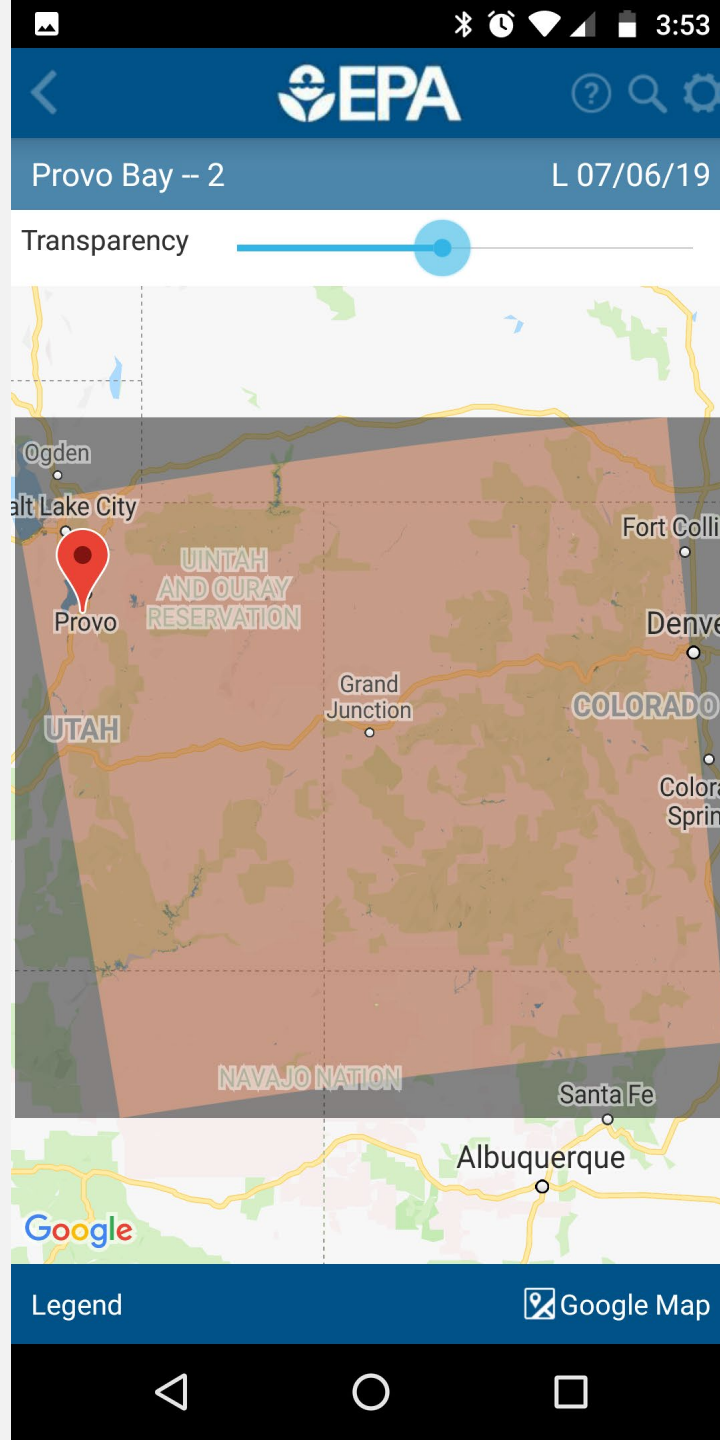 3:53
EPA
?
Provo Bay -- 2
L 07/06/19
Transparency
Ogden
alt Lake City
Fort Colli
UINTAH
AND OURAY
RESERVATION
Provo
Denve
Grand
Junction
COLORADO
UTAH
Colora
Sprin
NAVAJO NATION
Santa Fe
Albuquerque
Google
Legend
Google Map